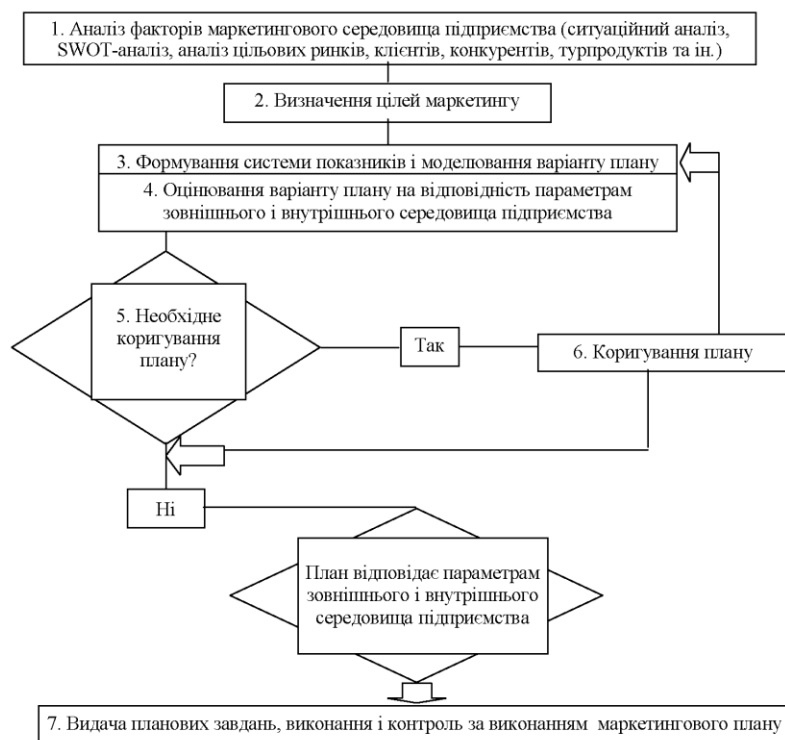 1. Аналіз факторів маркетингового середовища підприємства (ситуаційний аналіз,
SWOT-аналіз, аналіз цільових ринків, клієнтів, конкурентів, турпродуктів та ін.)
2. Визначення цілей маркетингу
3. Формування системи показників і моделювання варіанту плану
4. Оцінювання варіанту плану на відповідність параметрам
зовнішнього і внутрішнього середовища підприємства
5. Необхідне
коригування
плану?
Так
6. Коригування плану
Ні
План відповідає параметрам
зовнішнього і внутрішнього
середовища підприємства
7. Видача планових завдань, виконання і контроль за виконанням маркетингового плану